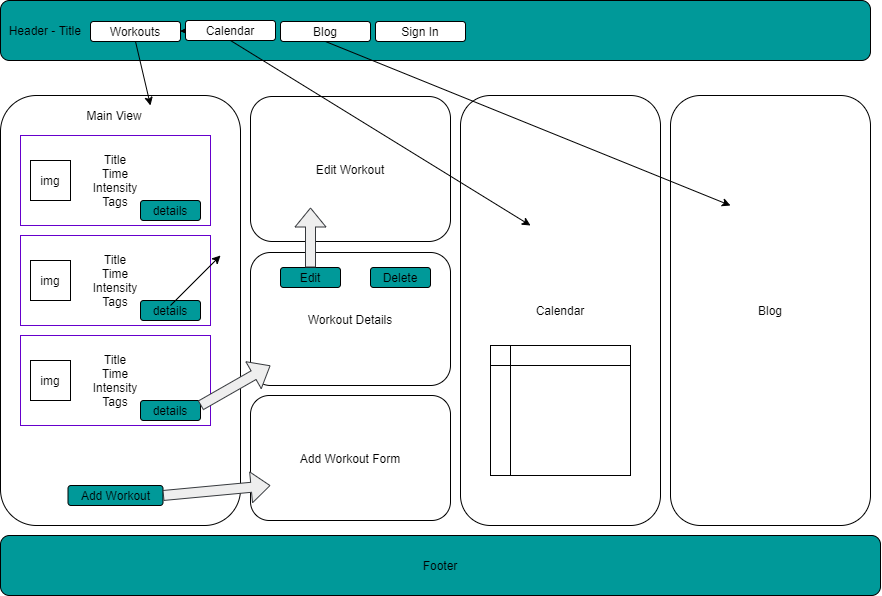 Header - Title
Workouts
Calendar
Blog
Sign In
Main View
img
Title
Time
Intensity
Tags
details
img
Title
Time
Intensity
Tags
details
img
Title
Time
Intensity
Tags
details
Add Workout
Edit Workout
Edit
Delete
Workout Details
Add Workout Form
Calendar
Blog
Footer